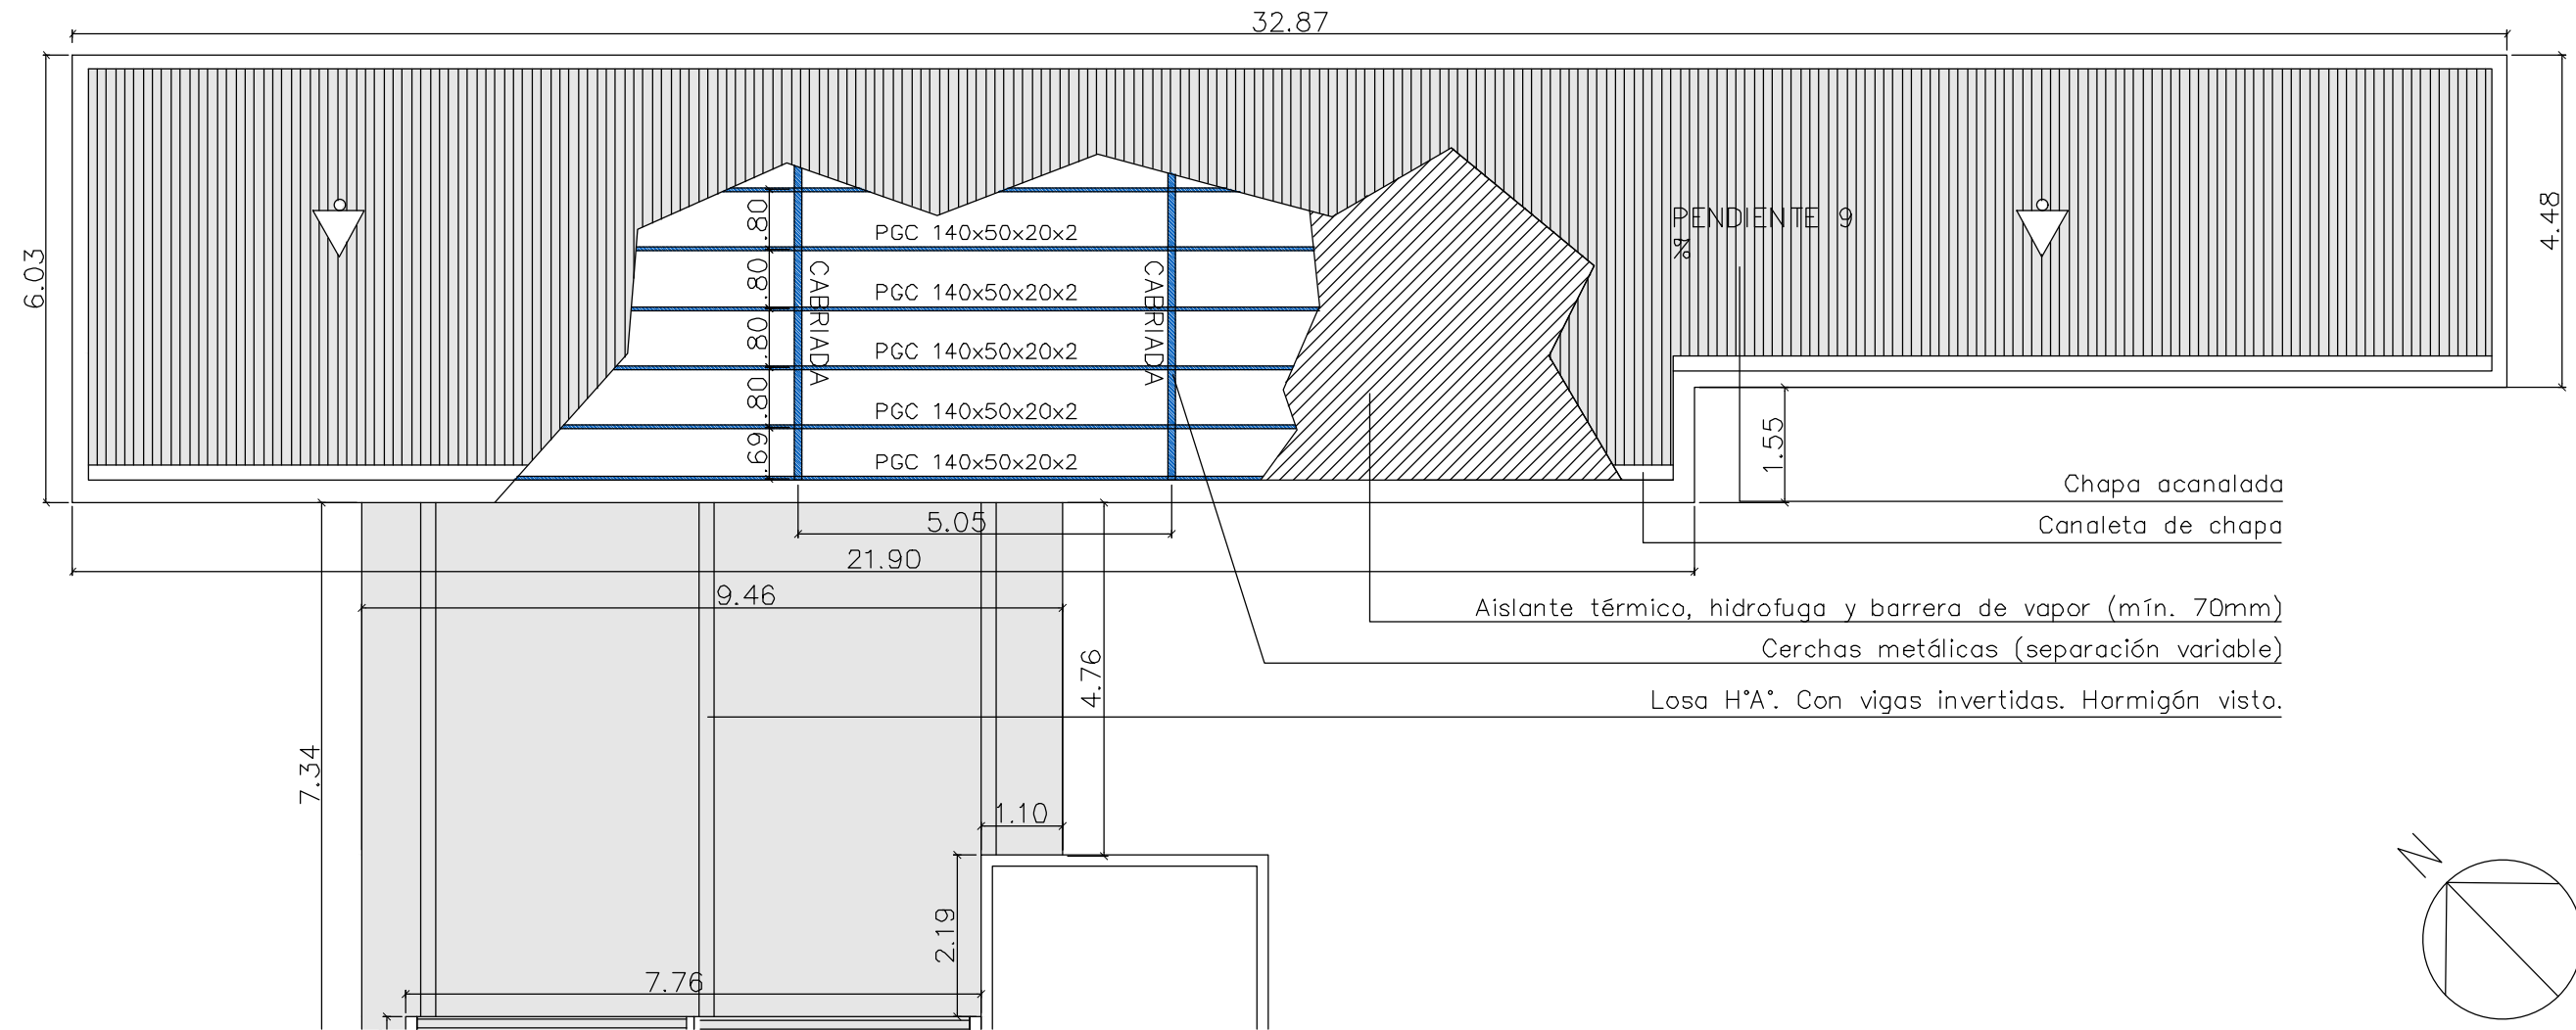 32.87
6.03
4.48
PENDIENTE 9
%
.80
.80
.80
.80
.69
CABRIADA
CABRIADA
PGC 140x50x20x2
PGC 140x50x20x2
PGC 140x50x20x2
PGC 140x50x20x2
PGC 140x50x20x2
1.55
Chapa acanalada
Canaleta de chapa
5.05
21.90
9.46
Aislante térmico, hidrofuga y barrera de vapor (mín. 70mm)
Cerchas metálicas (separación variable)
4.76
Losa H°A°. Con vigas invertidas. Hormigón visto.
7.34
1.10
N
2.19
7.76